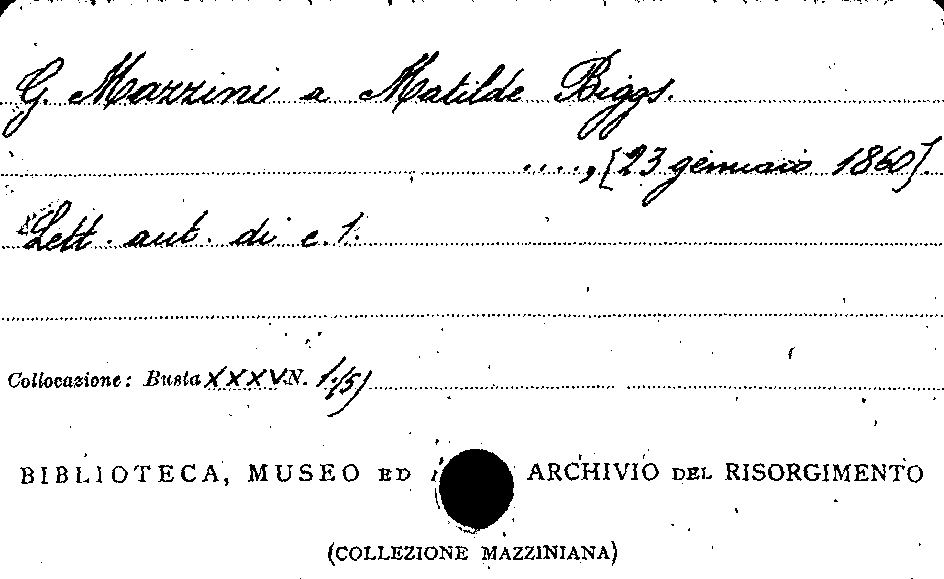 G. Mazzini a Matilde Biggs.
...., [23 gennaio 1860].
Lett. aut. di c. 1.
Collocazione: Busta XXXV N. 1(5)
BIBLIOTECA, MUSEO ED ARCHIVIO DEL RISORGIMENTO
(COLLEZIONE MAZZINIANA)